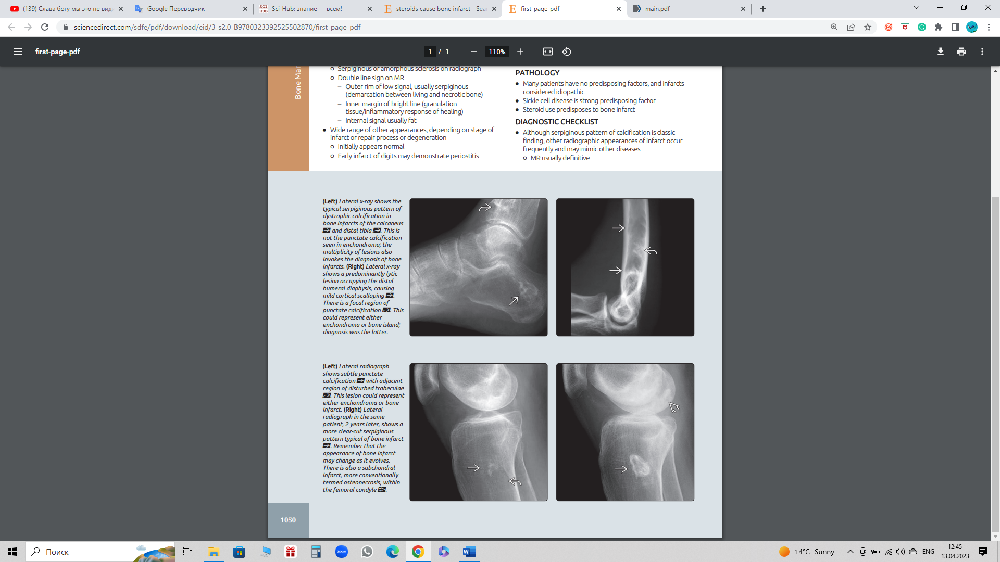 (139) Слава богу мы это не вид
Google Переводчик
Sci-Hub: знание — всем!
steroids cause bone infarct - Sea
first-page-pdf
main.pdf
sciencedirect.com/sdfe/pdf/download/eid/3-s2.0-B9780323392525502870/first-page-pdf
first-page-pdf
1 / 1
110%
Bone Mar
Serpiginous or amorphous sclerosis on radiograph
Double line sign on MR
– Outer rim of low signal, usually serpiginous
(demarcation between living and necrotic bone)
– Inner margin of bright line (granulation
tissue/inflammatory response of healing)
– Internal signal usually fat
• Wide range of other appearances, depending on stage of
infarct or repair process or degeneration
o Initially appears normal
o Early infarct of digits may demonstrate periostitis
PATHOLOGY
• Many patients have no predisposing factors, and infarcts
considered idiopathic
• Sickle cell disease is strong predisposing factor
• Steroid use predisposes to bone infarct
DIAGNOSTIC CHECKLIST
• Although serpiginous pattern of calcification is classic
finding, other radiographic appearances of infarct occur
frequently and may mimic other diseases
o MR usually definitive
(Left) Lateral x-ray shows the
typical serpiginous pattern of
dystrophic calcification in
bone infarcts of the calcaneus
and distal tibia. This is
not the punctate calcification
seen in enchondroma; the
multiplicity of lesions also
invokes the diagnosis of bone
infarcts. (Right) Lateral x-ray
shows a predominantly lytic
lesion occupying the distal
humeral diaphysis, causing
mild cortical scalloping.
There is a focal region of
punctate calcification. This
could represent either
enchondroma or bone island;
diagnosis was the latter.
(Left) Lateral radiograph
shows subtle punctate
calcification with adjacent
region of disturbed trabeculae
. This lesion could represent
either enchondroma or bone
infarct. (Right) Lateral
radiograph in the same
patient, 2 years later, shows a
more clear-cut serpiginous
pattern typical of bone infarct
. Remember that the
appearance of bone infarct
may change as it evolves.
There is also a subchondral
infarct, more conventionally
termed osteonecrosis, within
the femoral condyle.
1050
Поиск
zoom
14°C Sunny
ENG
12:45
13.04.2023